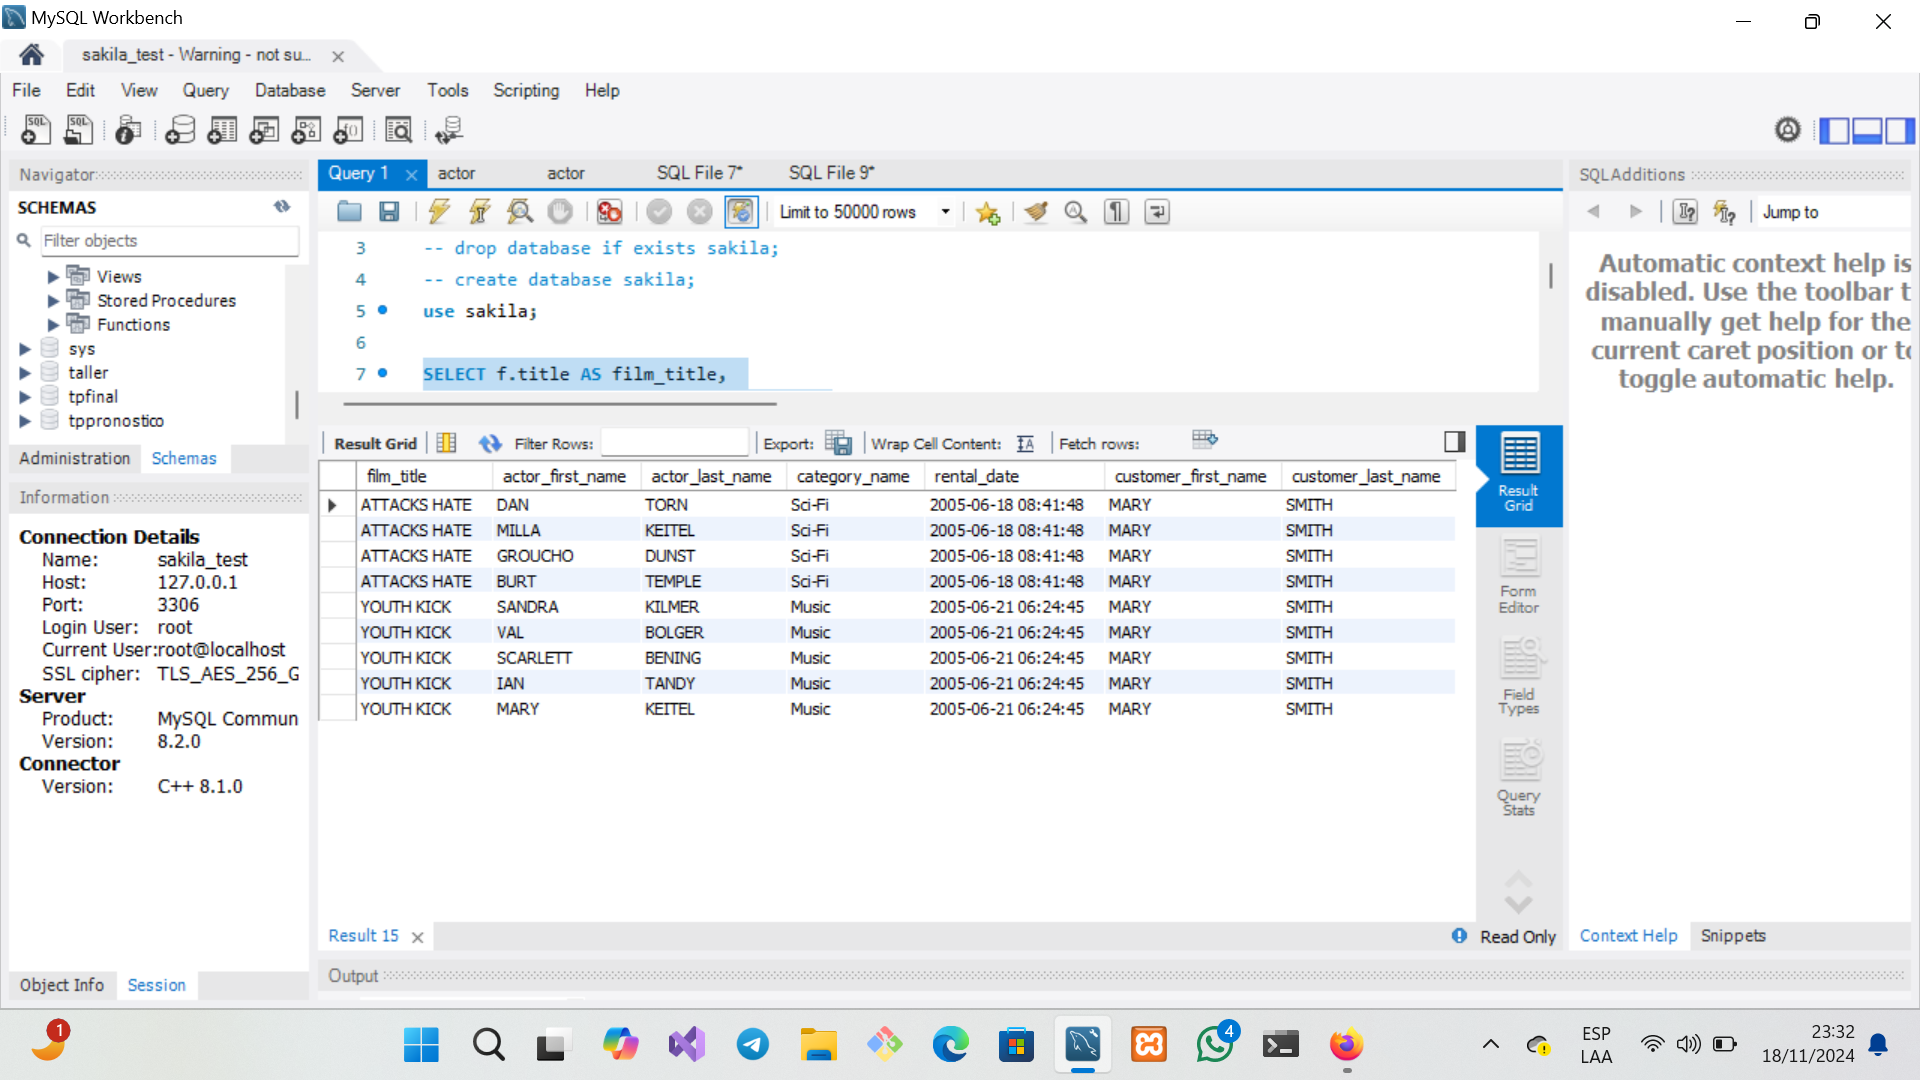 MySQL Workbench
sakila_test - Warning - not su...
File Edit View Query Database Server Tools Scripting Help
Navigator
SCHEMAS
Filter objects
Views
Stored Procedures
Functions
sys
taller
tpfinal
tppronostico
Administration Schemas
Information
Connection Details
Name: sakila_test
Host: 127.0.0.1
Port: 3306
Login User: root
Current User:root@localhost
SSL cipher: TLS_AES_256_G
Server
Product: MySQL Commun
Version: 8.2.0
Connector
Version: C++ 8.1.0
Object Info Session
Query 1 actor actor SQL File 7* SQL File 9*
Limit to 50000 rows
3 -- drop database if exists sakila;
4 -- create database sakila;
5 use sakila;
6
7 SELECT f.title AS film_title,
Result Grid Filter Rows: Export: Wrap Cell Content: Fetch rows:
film_title actor_first_name actor_last_name category_name rental_date customer_first_name customer_last_name
ATTACKS HATE DAN TORN Sci-Fi 2005-06-18 08:41:48 MARY SMITH
ATTACKS HATE MILLA KEITEL Sci-Fi 2005-06-18 08:41:48 MARY SMITH
ATTACKS HATE GROUCHO DUNST Sci-Fi 2005-06-18 08:41:48 MARY SMITH
ATTACKS HATE BURT TEMPLE Sci-Fi 2005-06-18 08:41:48 MARY SMITH
YOUTH KICK SANDRA KILMER Music 2005-06-21 06:24:45 MARY SMITH
YOUTH KICK VAL BOLGER Music 2005-06-21 06:24:45 MARY SMITH
YOUTH KICK SCARLETT BENING Music 2005-06-21 06:24:45 MARY SMITH
YOUTH KICK IAN TANDY Music 2005-06-21 06:24:45 MARY SMITH
YOUTH KICK MARY KEITEL Music 2005-06-21 06:24:45 MARY SMITH
Result
Grid
Form
Editor
Field
Types
Query
Stats
Result 15
Read Only
Output
SQLAdditions
Jump to
Automatic context help is
disabled. Use the toolbar t
manually get help for the
current caret position or to
toggle automatic help.
Context Help Snippets
1
4
ESP
LAA
23:32
18/11/2024